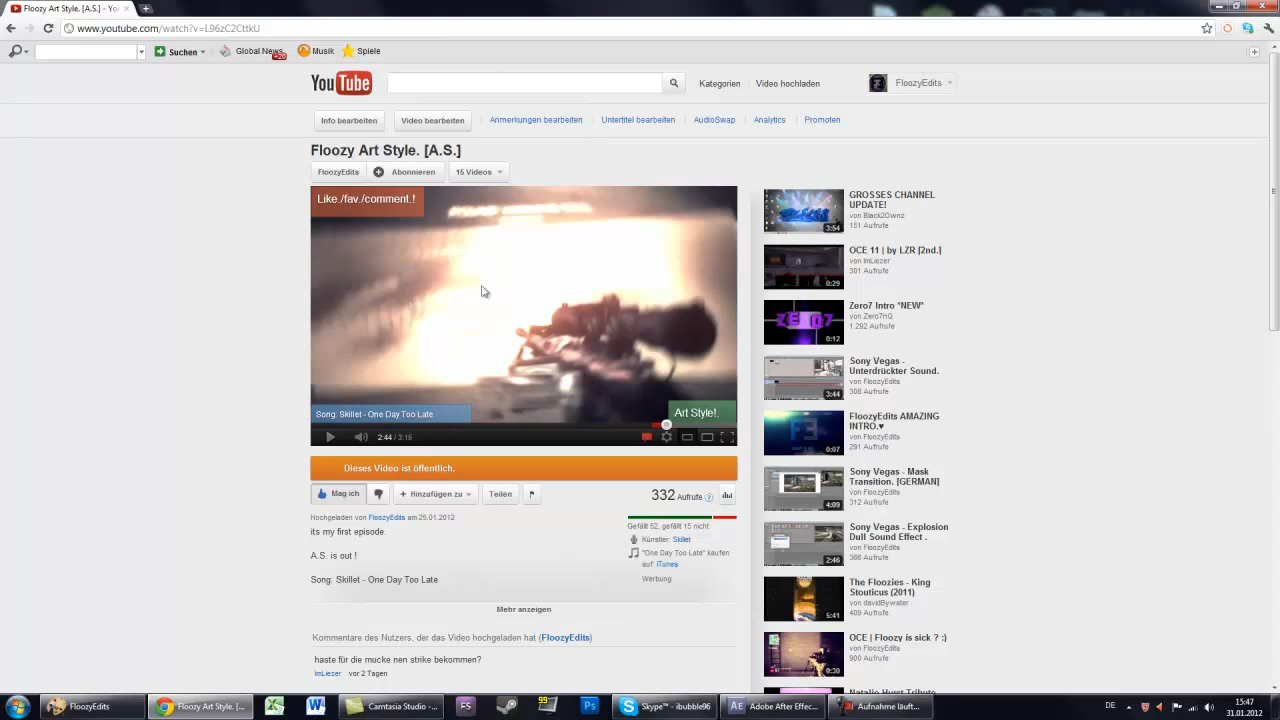 Floozy Art Style. [A.S.] - Yo
www.youtube.com/watch?v=L96zC2CttkU
Suchen
Global News
+20
Musik
Spiele
YouTube
Kategorien
Video hochladen
FloozyEdits
Info bearbeiten
Video bearbeiten
Anmerkungen bearbeiten
Untertitel bearbeiten
AudioSwap
Analytics
Promoten
Floozy Art Style. [A.S.]
FloozyEdits
Abonnieren
15 Videos
Like./fav./comment.!
Song: Skillet - One Day Too Late
Art Style!.
2:44 / 3:16
Dieses Video ist öffentlich.
Mag ich
Hinzufügen zu
Teilen
332 Aufrufe
Hochgeladen von FloozyEdits am 25.01.2012
its my first episode.
A.S. is out !
Song: Skillet - One Day Too Late
Gefällt 52, gefällt 15 nicht
Künstler: Skillet
"One Day Too Late" kaufen
auf: iTunes
Werbung
Mehr anzeigen
Kommentare des Nutzers, der das Video hochgeladen hat (FloozyEdits)
haste für die mucke nen strike bekommen?
ImLiezer vor 2 Tagen
3:54
GROSSES CHANNEL
UPDATE!
von Black2Ownz
151 Aufrufe
0:29
OCE 11 | by LZR [2nd.]
von ImLiezer
301 Aufrufe
0:12
Zero7 Intro *NEW*
von Zero7HQ
1,292 Aufrufe
3:44
Sony Vegas -
Unterdrückter Sound.
von FloozyEdits
308 Aufrufe
0:07
FloozyEdits AMAZING
INTRO.♥
von FloozyEdits
291 Aufrufe
4:09
Sony Vegas - Mask
Transition. [GERMAN]
von FloozyEdits
312 Aufrufe
2:46
Sony Vegas - Explosion
Dull Sound Effect .
von FloozyEdits
366 Aufrufe
5:41
The Floozies - King
Stouticus (2011)
von davidBywater
409 Aufrufe
0:30
OCE | Floozy is sick ? :)
von FloozyEdits
900 Aufrufe
Natalie Hurst Tribute
FloozyEdits
Floozy Art Style. [...
Camtasia Studio - ...
99
Skype™ - ibubble96
Adobe After Effec...
Aufnahme läuft...
DE
15:47
31.01.2012